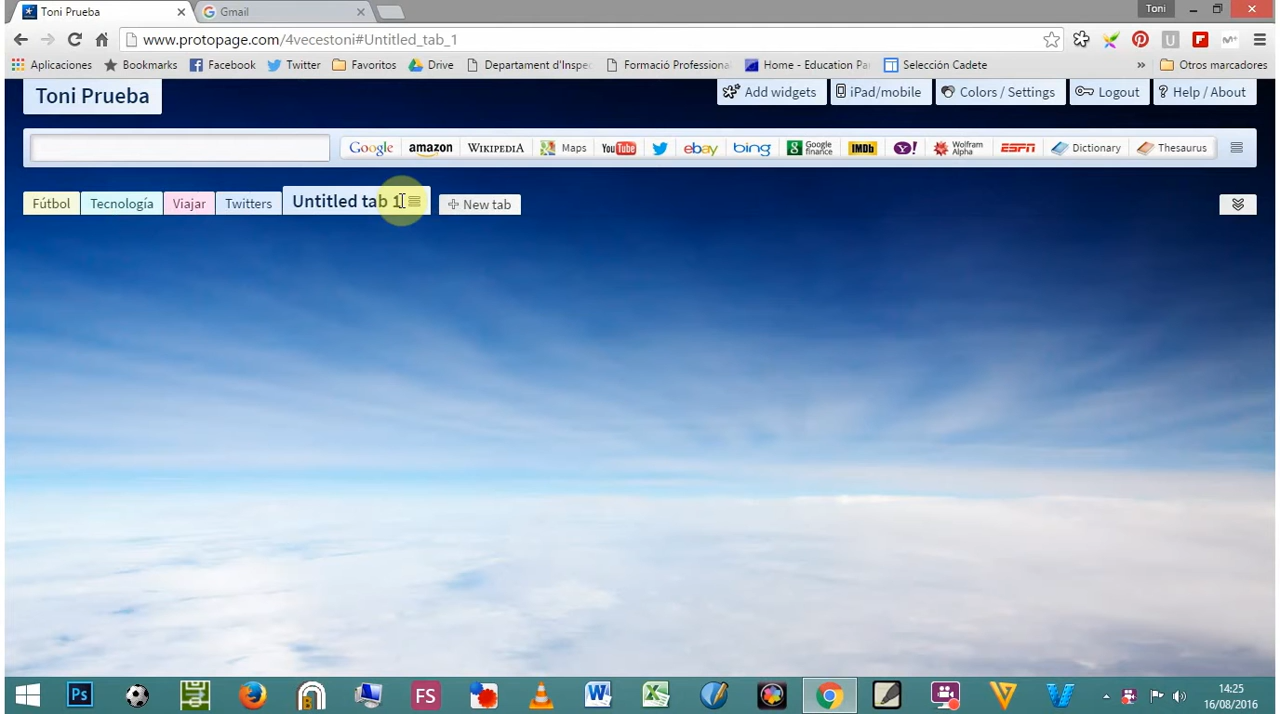 Toni Prueba
Gmail
Toni
www.protopage.com/4vecestoni#Untitled_tab_1
Aplicaciones Bookmarks Facebook Twitter Favoritos Drive Departament d'Inspe Formació Professional Home - Education Pa Selección Cadete » Otros marcadores
Toni Prueba
Add widgets iPad/mobile Colors / Settings Logout Help / About
Google amazon WIKIPEDIA Maps YouTube ebay bing Google finance IMDb Y! Wolfram Alpha ESPN Dictionary Thesaurus
Fútbol Tecnología Viajar Twitters Untitled tab 1 New tab
Ps FS
14:25
16/08/2016